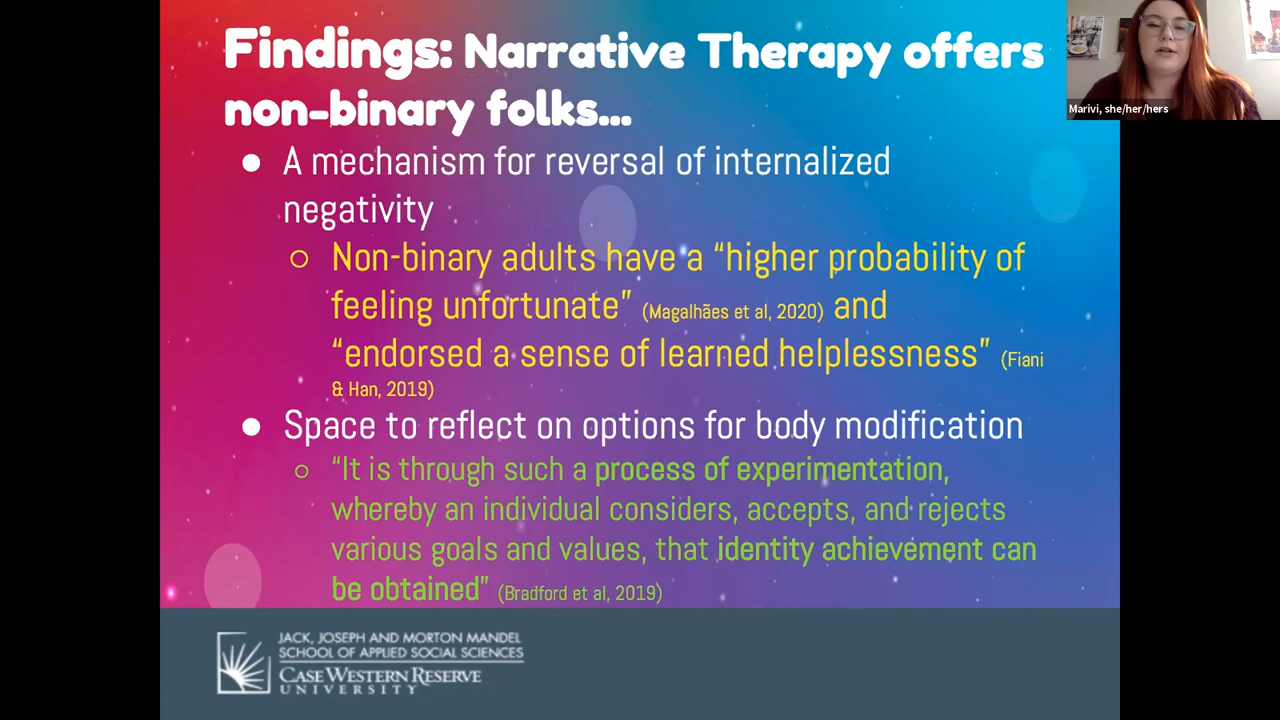 Findings: Narrative Therapy offers
non-binary folks...
● A mechanism for reversal of internalized
negativity
○ Non-binary adults have a “higher probability of
feeling unfortunate” (Magalhães et al, 2020) and
“endorsed a sense of learned helplessness” (Fiani
& Han, 2019)
● Space to reflect on options for body modification
○ “It is through such a process of experimentation,
whereby an individual considers, accepts, and rejects
various goals and values, that identity achievement can
be obtained” (Bradford et al, 2019)
JACK, JOSEPH AND MORTON MANDEL
SCHOOL OF APPLIED SOCIAL SCIENCES
CASE WESTERN RESERVE
UNIVERSITY
Marivi, she/her/hers